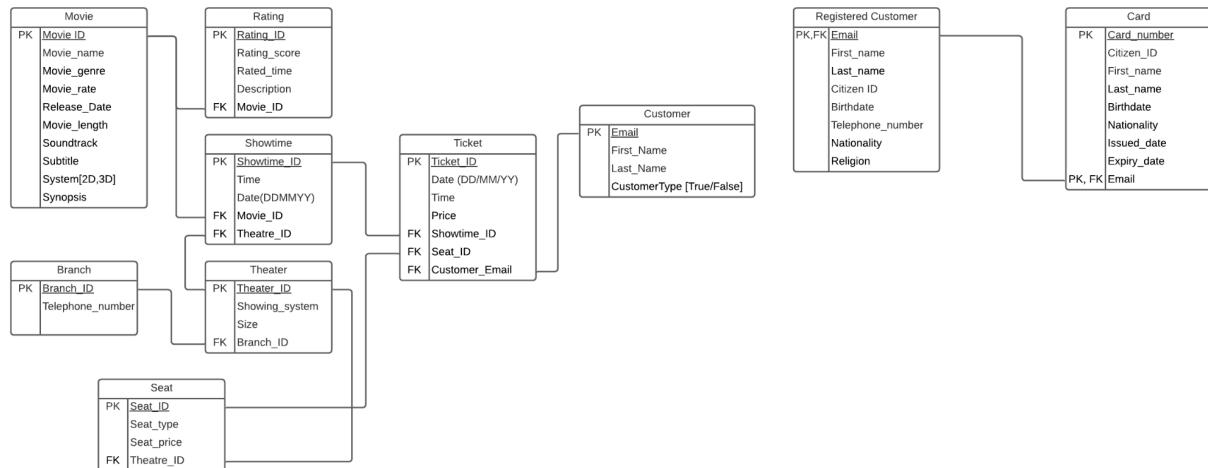 Movie
PK Movie ID
Movie_name
Movie_genre
Movie_rate
Release_Date
Movie_length
Soundtrack
Subtitle
System[2D,3D]
Synopsis
Rating
PK Rating_ID
Rating_score
Rated_time
Description
FK Movie_ID
Showtime
PK Showtime_ID
Time
Date(DDMMYY)
FK Movie_ID
FK Theatre_ID
Branch
PK Branch_ID
Telephone_number
Theater
PK Theater_ID
Showing_system
Size
FK Branch_ID
Seat
PK Seat_ID
Seat_type
Seat_price
FK Theatre_ID
Ticket
PK Ticket_ID
Date (DD/MM/YY)
Time
Price
FK Showtime_ID
FK Seat_ID
FK Customer_Email
Customer
PK Email
First_Name
Last_Name
CustomerType [True/False]
Registered Customer
PK,FK Email
First_name
Last_name
Citizen ID
Birthdate
Telephone_number
Nationality
Religion
Card
PK Card_number
Citizen_ID
First_name
Last_name
Birthdate
Nationality
Issued_date
Expiry_date
PK, FK Email